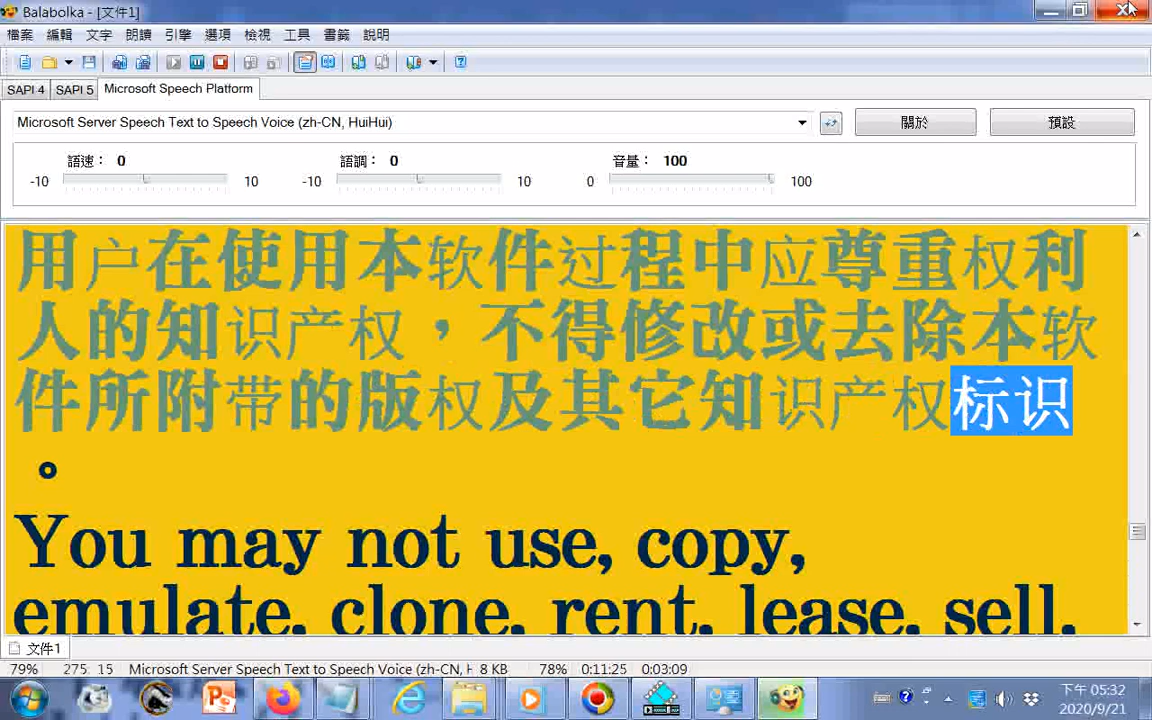 Balabolka - [文件1]
檔案 編輯 文字 朗讀 引擎 選項 檢視 工具 書籤 說明
SAPI 4 SAPI 5 Microsoft Speech Platform
Microsoft Server Speech Text to Speech Voice (zh-CN, HuiHui) 關於 預設
語速： 0 語調： 0 音量： 100
-10 10 -10 10 0 100
用户在使用本软件过程中应尊重权利
人的知识产权，不得修改或去除本软
件所附带的版权及其它知识产权标识
。
You may not use, copy,
emulate, clone, rent, lease, sell,
文件1
79% 275: 15 Microsoft Server Speech Text to Speech Voice (zh-CN, H 8 KB 78% 0:11:25 0:03:09
下午 05:32
2020/9/21